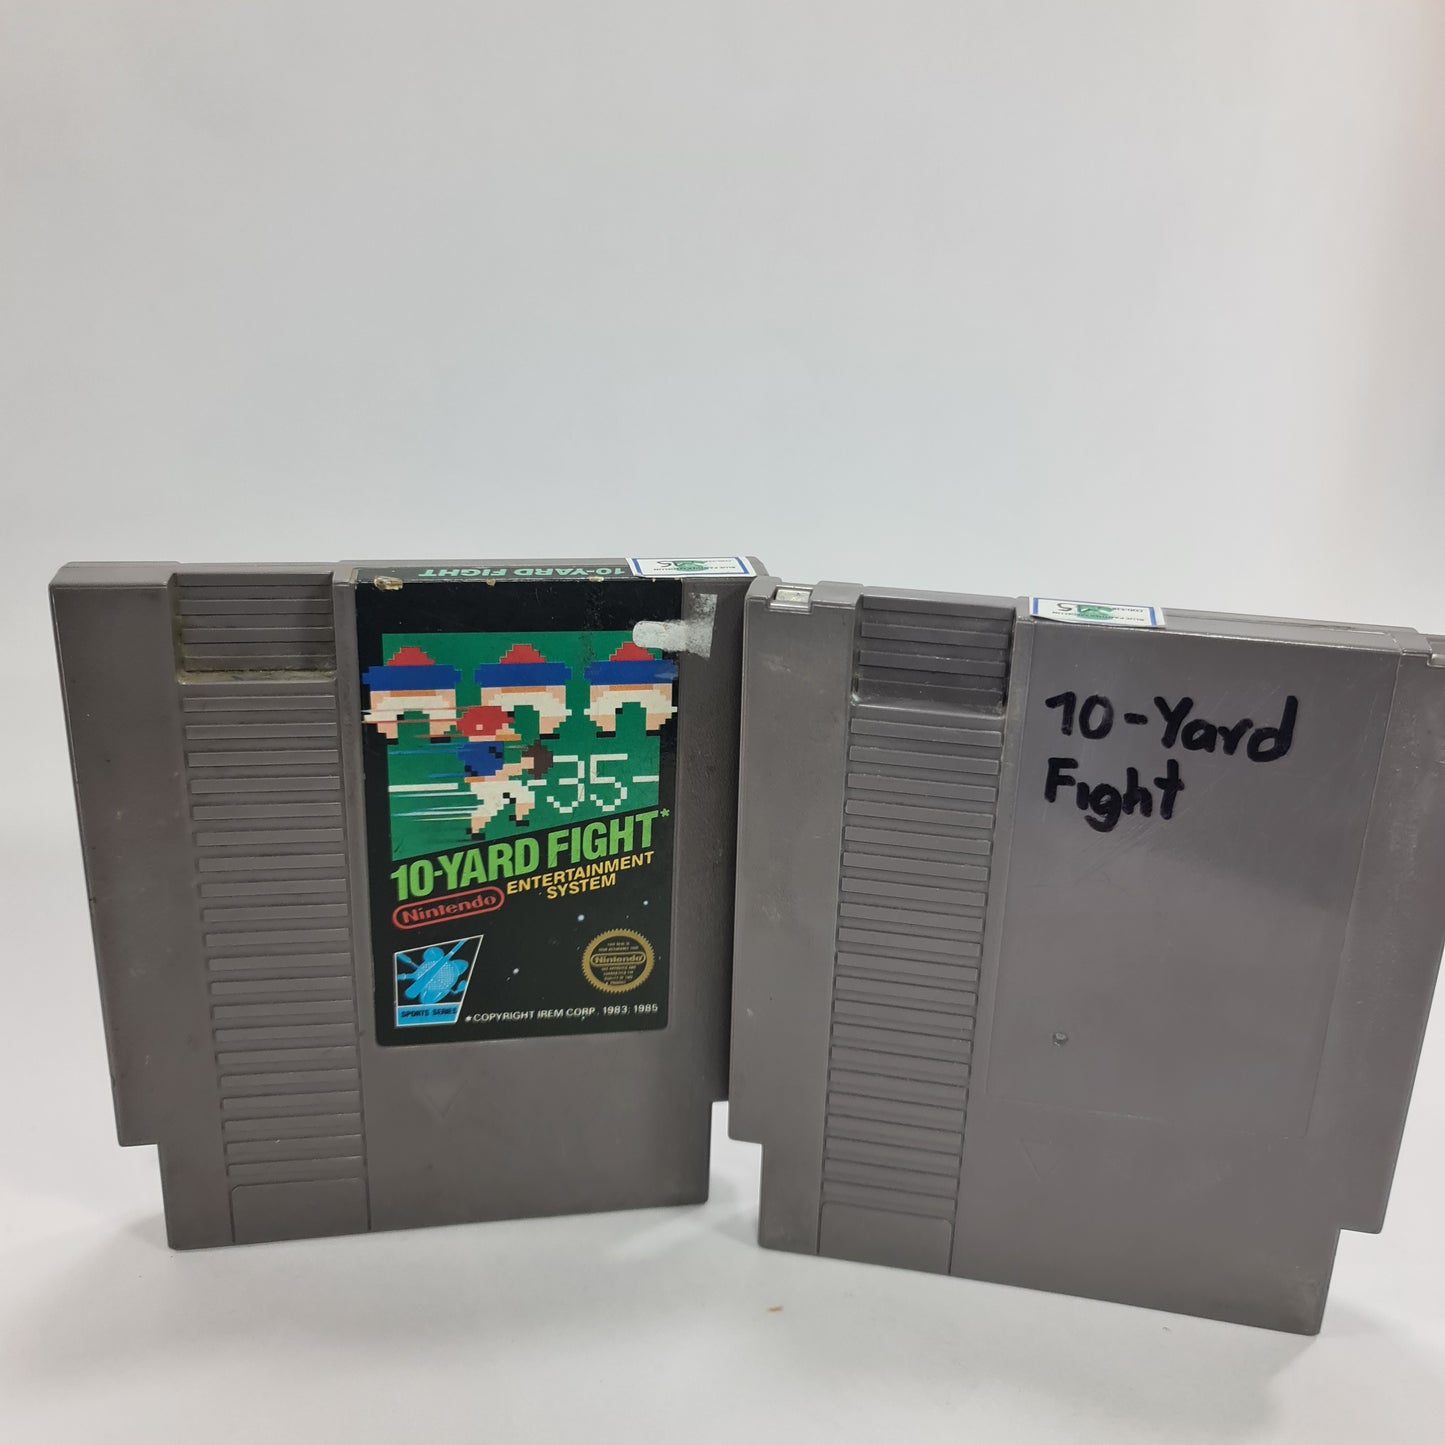 10-YARD FIGHT
35
10-YARD FIGHT*
ENTERTAINMENT
SYSTEM
Nintendo
Nintendo
SPORTS SERIES
*COPYRIGHT IREM CORP. 1983, 1985
10-Yard
Fight